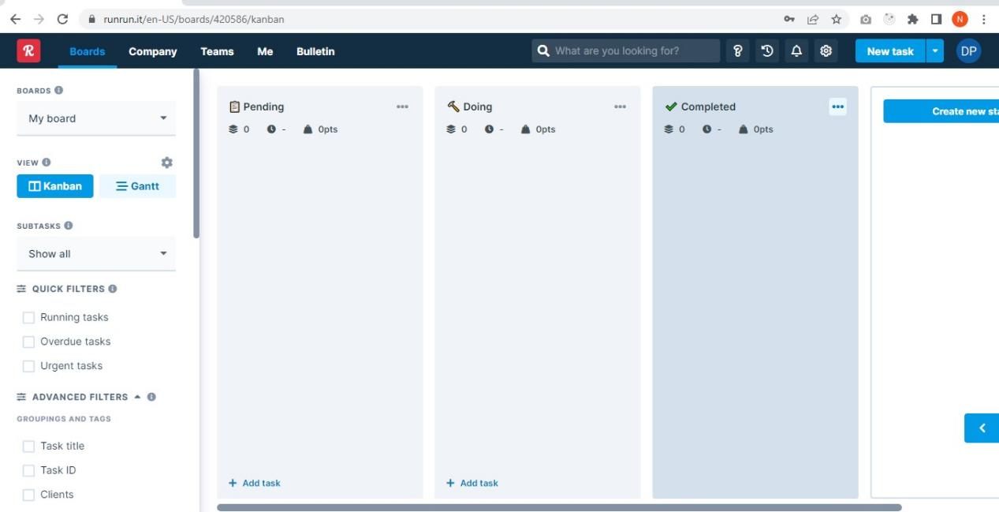 runrun.it/en-US/boards/420586/kanban
N
R
Boards
Company
Teams
Me
Bulletin
What are you looking for?
New task
DP
BOARDS
My board
VIEW
Kanban
Gantt
SUBTASKS
Show all
QUICK FILTERS
Running tasks
Overdue tasks
Urgent tasks
ADVANCED FILTERS
GROUPINGS AND TAGS
Task title
Task ID
Clients
Pending
0 - 0pts
+ Add task
Doing
0 - 0pts
+ Add task
Completed
0 - 0pts
Create new sta